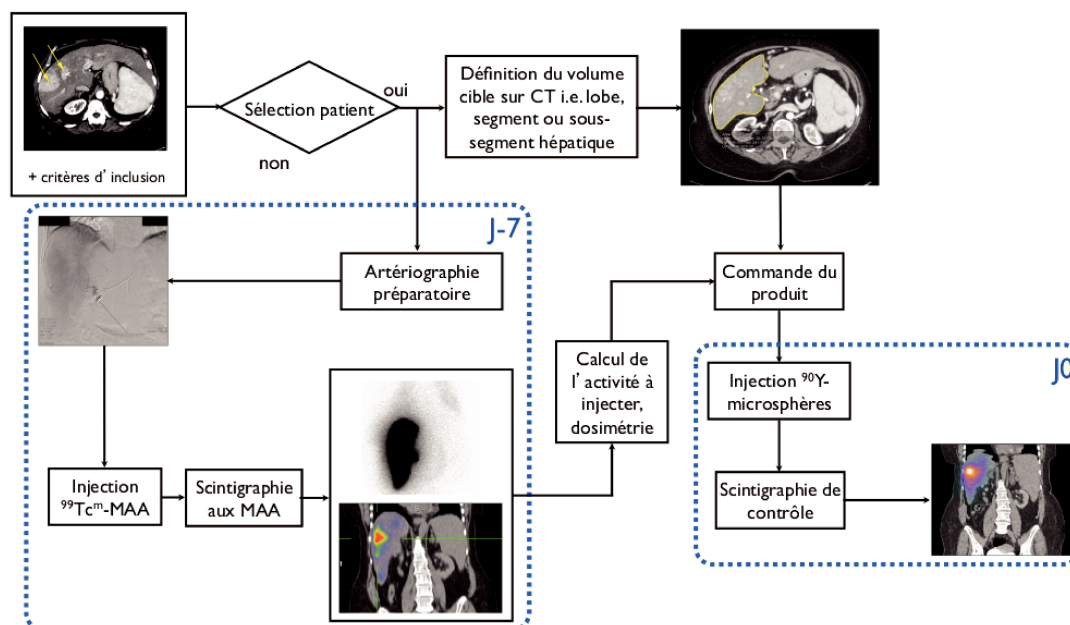 + critères d'inclusion
Sélection patient
oui
non
Définition du volume
cible sur CT i.e. lobe,
segment ou sous-
segment hépatique
J-7
Artériographie
préparatoire
Commande du
produit
Calcul de
l'activité à
injecter,
dosimétrie
J0
Injection ⁹⁰Y-
microsphères
Injection
⁹⁹Tcᵐ-MAA
Scintigraphie
aux MAA
Scintigraphie de
contrôle